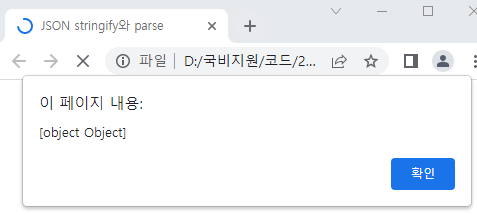 JSON stringify와 parse
파일 | D:/국비지원/코드/2...
이 페이지 내용:
[object Object]
확인